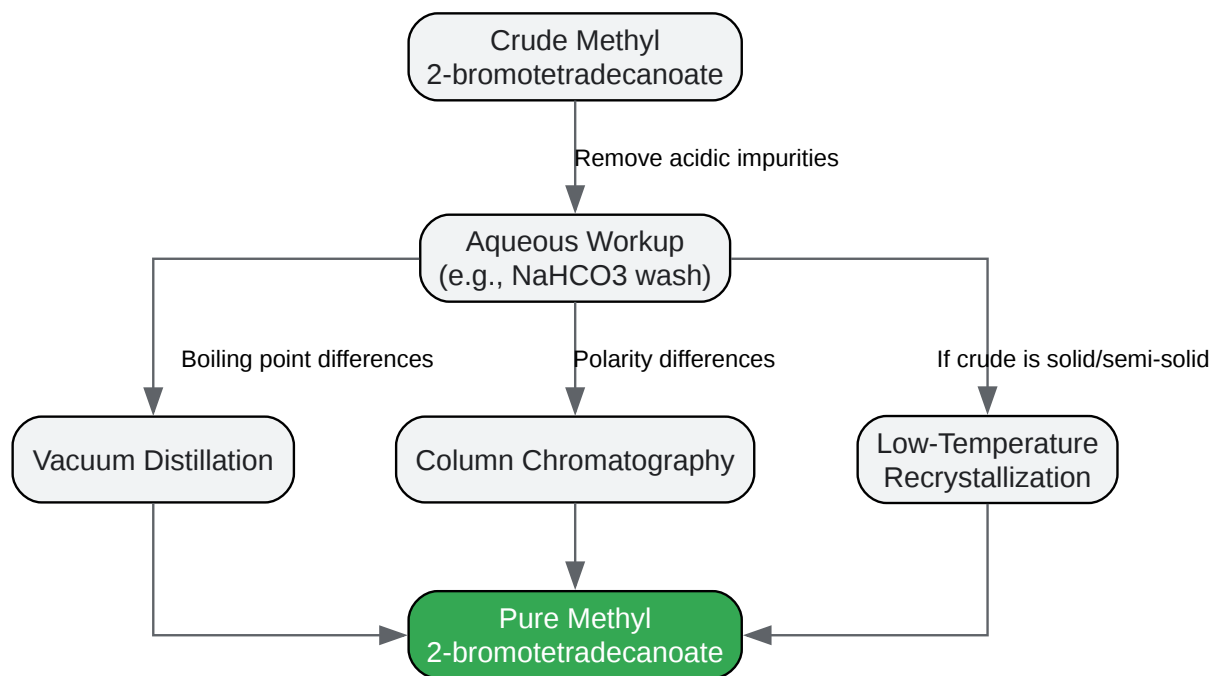 Crude Methyl
2-bromotetradecanoate
Remove acidic impurities
Aqueous Workup
(e.g., NaHCO3 wash)
Boiling point differences
Polarity differences
If crude is solid/semi-solid
Vacuum Distillation
Column Chromatography
Low-Temperature
Recrystallization
Pure Methyl
2-bromotetradecanoate